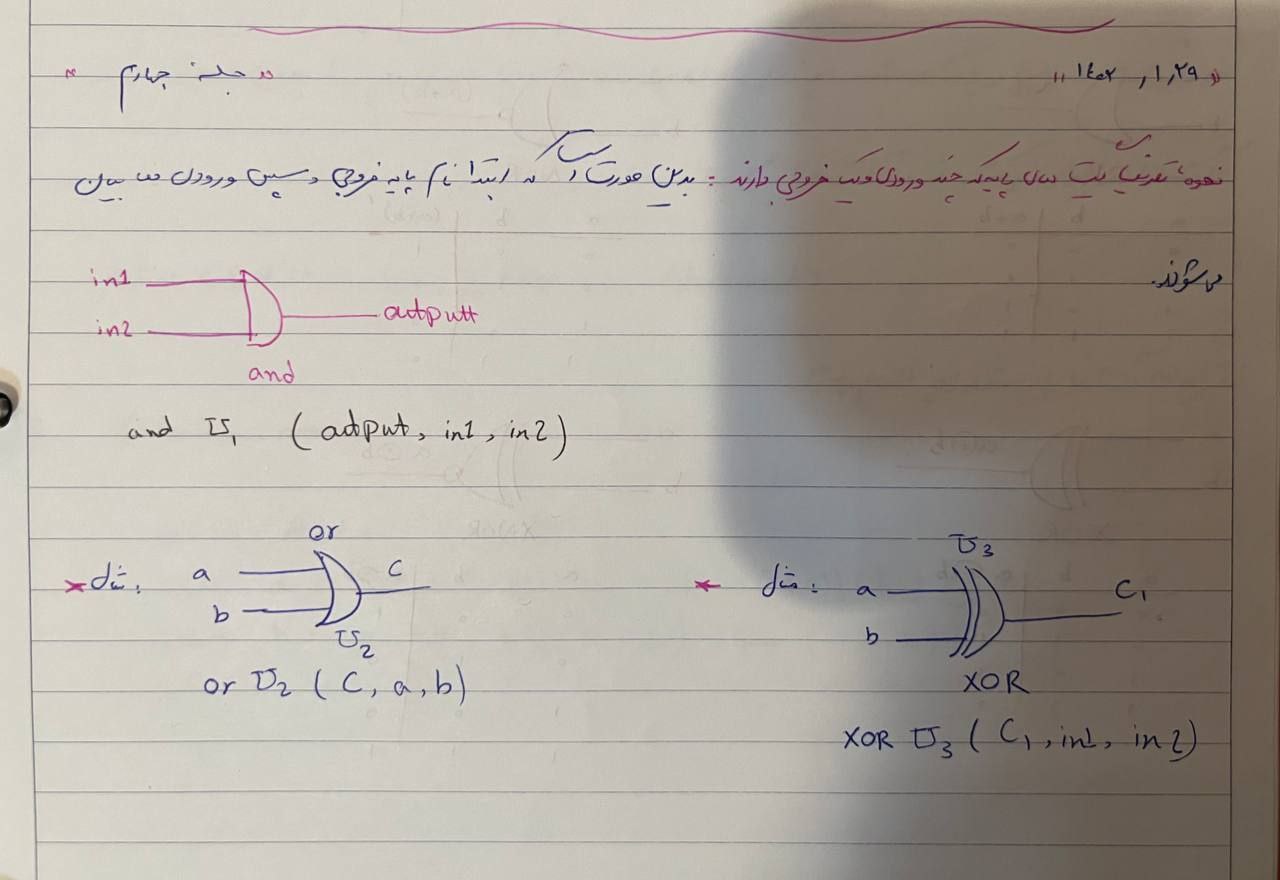 « ۱۴۰۲, ۱, ۲۹ »
« جلسه چهارم »
نحوه تعریف گیت های پایه که چند ورودی و یک خروجی دارند : بدین صورت است که ابتدا نام پایه خروجی و سپس ورودی ها بیان
می شوند.
in1
in2
output
and
and U1 (output, in1, in2)
* مثال: a b or c U2
or U2 (C, a, b)
* مثال: a b U3 C1
XOR
XOR U3 (C1, in1, in2)